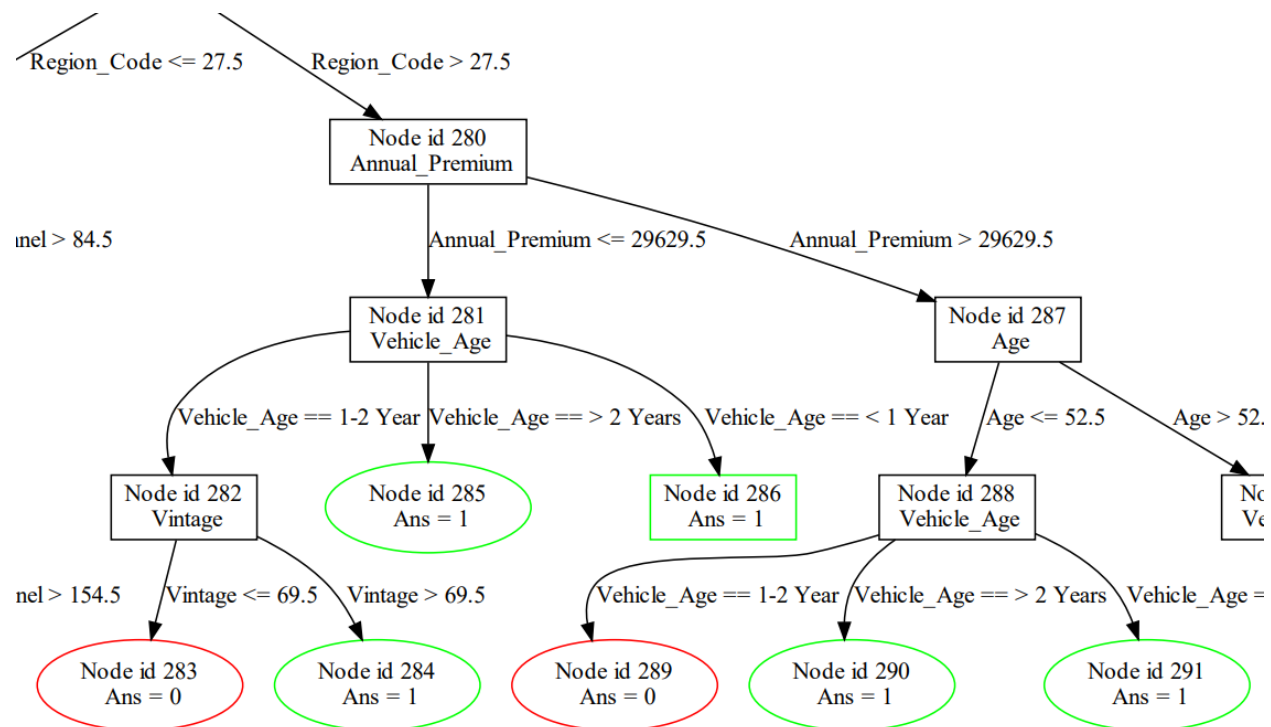 Region_Code <= 27.5
Region_Code > 27.5
Node id 280
Annual_Premium
> 84.5
Annual_Premium <= 29629.5
Annual_Premium > 29629.5
Node id 281
Vehicle_Age
Node id 287
Age
Vehicle_Age == 1-2 Year
Vehicle_Age == > 2 Years
Vehicle_Age == < 1 Year
Age <= 52.5
Age > 52.
Node id 282
Vintage
Node id 285
Ans = 1
Node id 286
Ans = 1
Node id 288
Vehicle_Age
nel > 154.5
Vintage <= 69.5
Vintage > 69.5
Vehicle_Age == 1-2 Year
Vehicle_Age == > 2 Years
Vehicle_Age =
Node id 283
Ans = 0
Node id 284
Ans = 1
Node id 289
Ans = 0
Node id 290
Ans = 1
Node id 291
Ans = 1